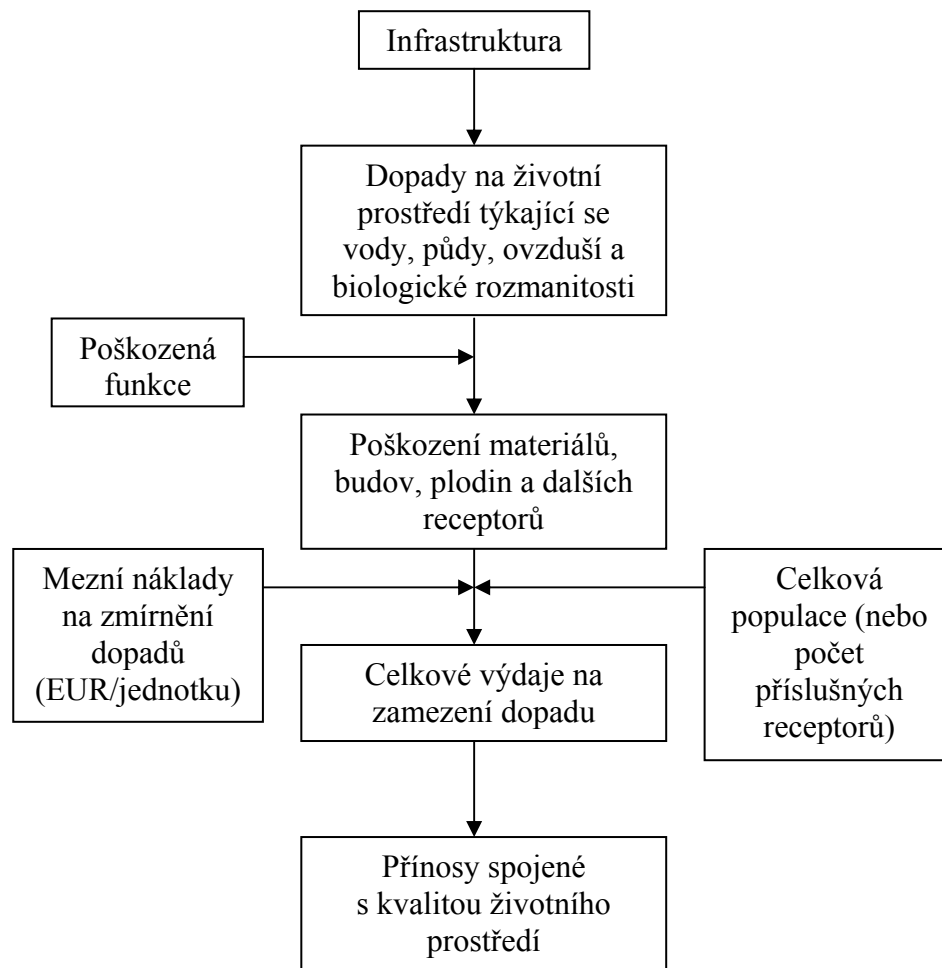 Infrastruktura
Dopady na životní
prostředí týkající se
vody, půdy, ovzduší a
biologické rozmanitosti
Poškozená
funkce
Poškození materiálů,
budov, plodin a dalších
receptorů
Mezní náklady
na zmírnění
dopadů
(EUR/jednotku)
Celková
populace (nebo
počet
příslušných
receptorů)
Celkové výdaje na
zamezení dopadu
Přínosy spojené
s kvalitou životního
prostředí